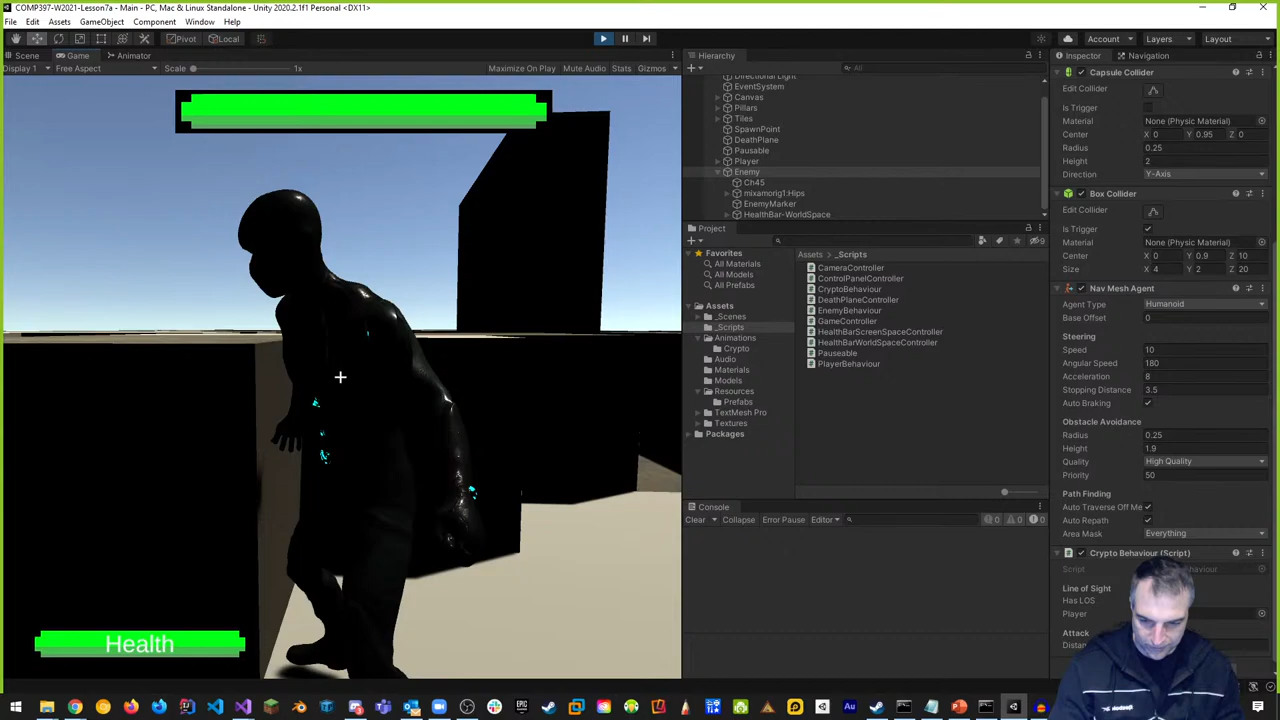 COMP397-W2021-Lesson7a - Main - PC, Mac & Linux Standalone - Unity 2020.2.1f1 Personal <DX11>
File Edit Assets GameObject Component Window Help
Pivot Local Account Layers Layout
Scene Game Animator
Display 1 Free Aspect Scale 1x Maximize On Play Mute Audio Stats Gizmos
Health
Hierarchy
All
Directional Light
EventSystem
Canvas
Pillars
Tiles
SpawnPoint
DeathPlane
Pausable
Player
Enemy
Ch45
mixamorig1:Hips
EnemyMarker
HealthBar-WorldSpace
Project
9
Favorites
All Materials
All Models
All Prefabs
Assets
_Scenes
_Scripts
Animations
Crypto
Audio
Materials
Models
Resources
Prefabs
TextMesh Pro
Textures
Packages
Assets > _Scripts
CameraController
ControlPanelController
CryptoBehaviour
DeathPlaneController
EnemyBehaviour
GameController
HealthBarScreenSpaceController
HealthBarWorldSpaceController
Pauseable
PlayerBehaviour
Console
Clear Collapse Error Pause Editor 0 0 0
Inspector Navigation
Capsule Collider
Edit Collider
Is Trigger
Material None (Physic Material)
Center X 0 Y 0.95 Z 0
Radius 0.25
Height 2
Direction Y-Axis
Box Collider
Edit Collider
Is Trigger
Material None (Physic Material)
Center X 0 Y 0.9 Z 10
Size X 4 Y 2 Z 20
Nav Mesh Agent
Agent Type Humanoid
Base Offset 0
Steering
Speed 10
Angular Speed 180
Acceleration 8
Stopping Distance 3.5
Auto Braking
Obstacle Avoidance
Radius 0.25
Height 1.9
Quality High Quality
Priority 50
Path Finding
Auto Traverse Off Me
Auto Repath
Area Mask Everything
Crypto Behaviour (Script)
Script
Line of Sight
Has LOS
Player
Attack